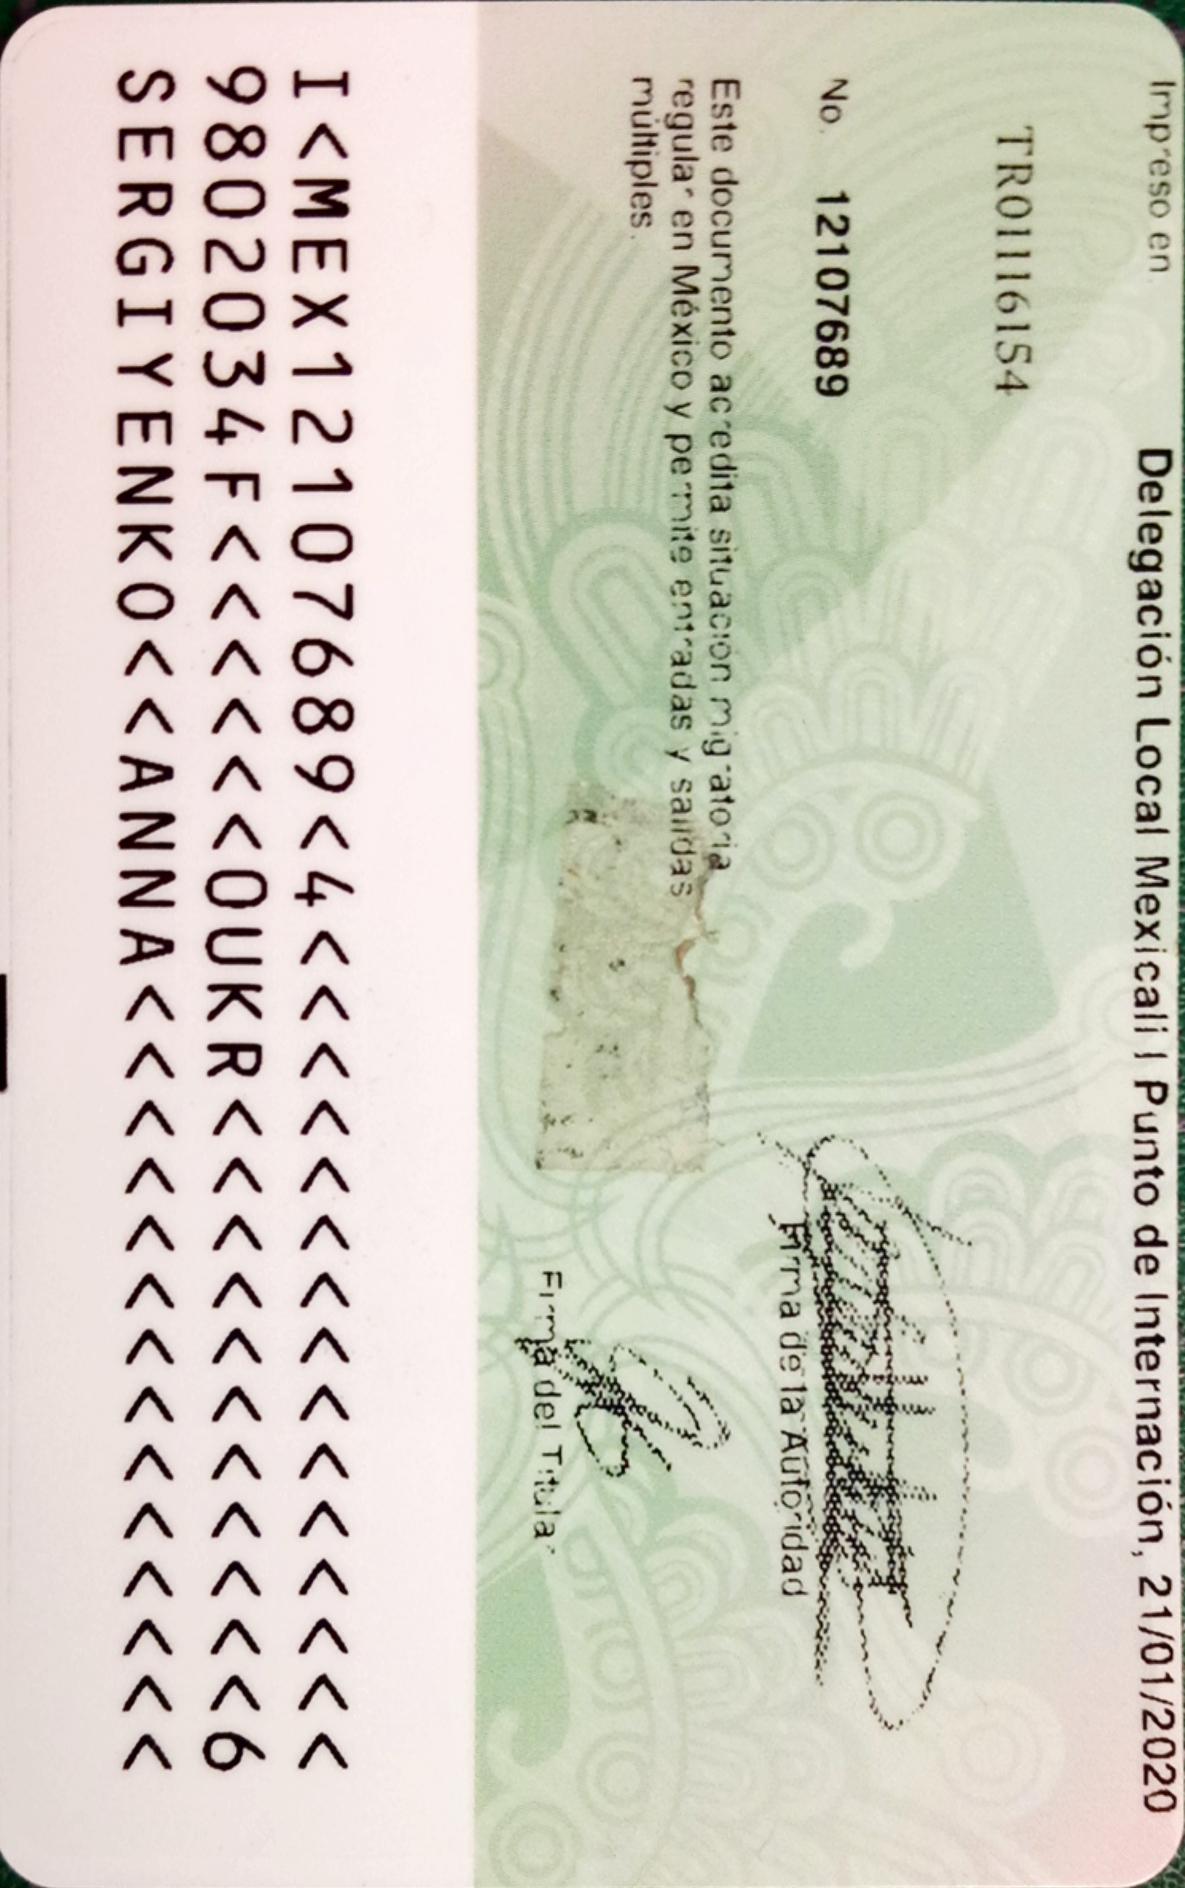 Impreso en: Delegación Local Mexicali I Punto de Internación, 21/01/2020
TR01116154
No. 12107689
Este documento acredita situación migratoria
regular en México y permite entradas y salidas
múltiples.
Firma de la Autoridad
Firma del Titular
I<MEX12107689<4<<<<<<<<<<<<<<<
9802034F<<<<<<0UKR<<<<<<<<<<<6
SERGIYENKO<<ANNA<<<<<<<<<<<<<<